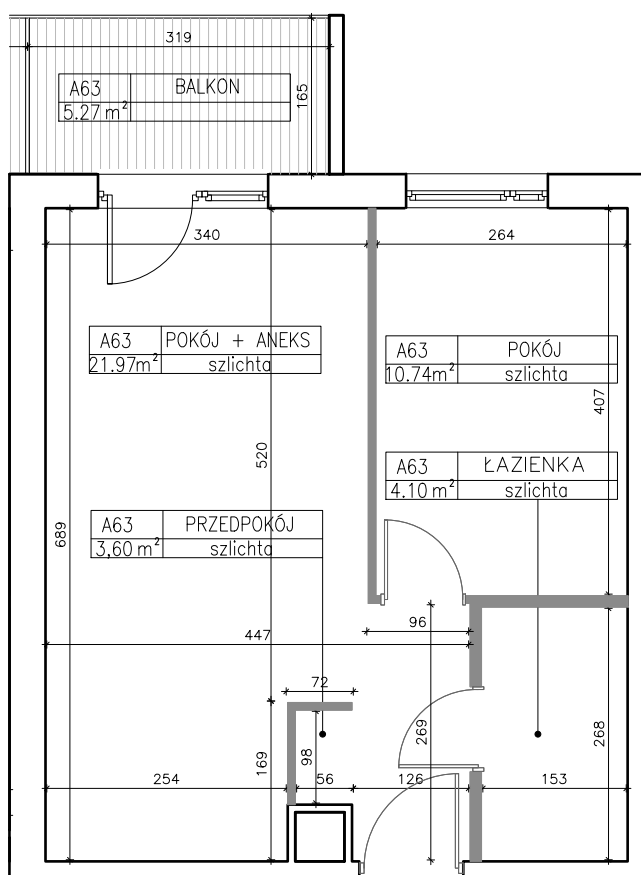 319
A63 BALKON
5.27 m²
165
340
264
A63 POKÓJ + ANEKS
21.97m² szlichta
A63 POKÓJ
10.74m² szlichta
407
520
A63 ŁAZIENKA
4.10 m² szlichta
689
A63 PRZEDPOKÓJ
3,60 m² szlichta
96
447
72
169
98
269
268
254
56
126
153